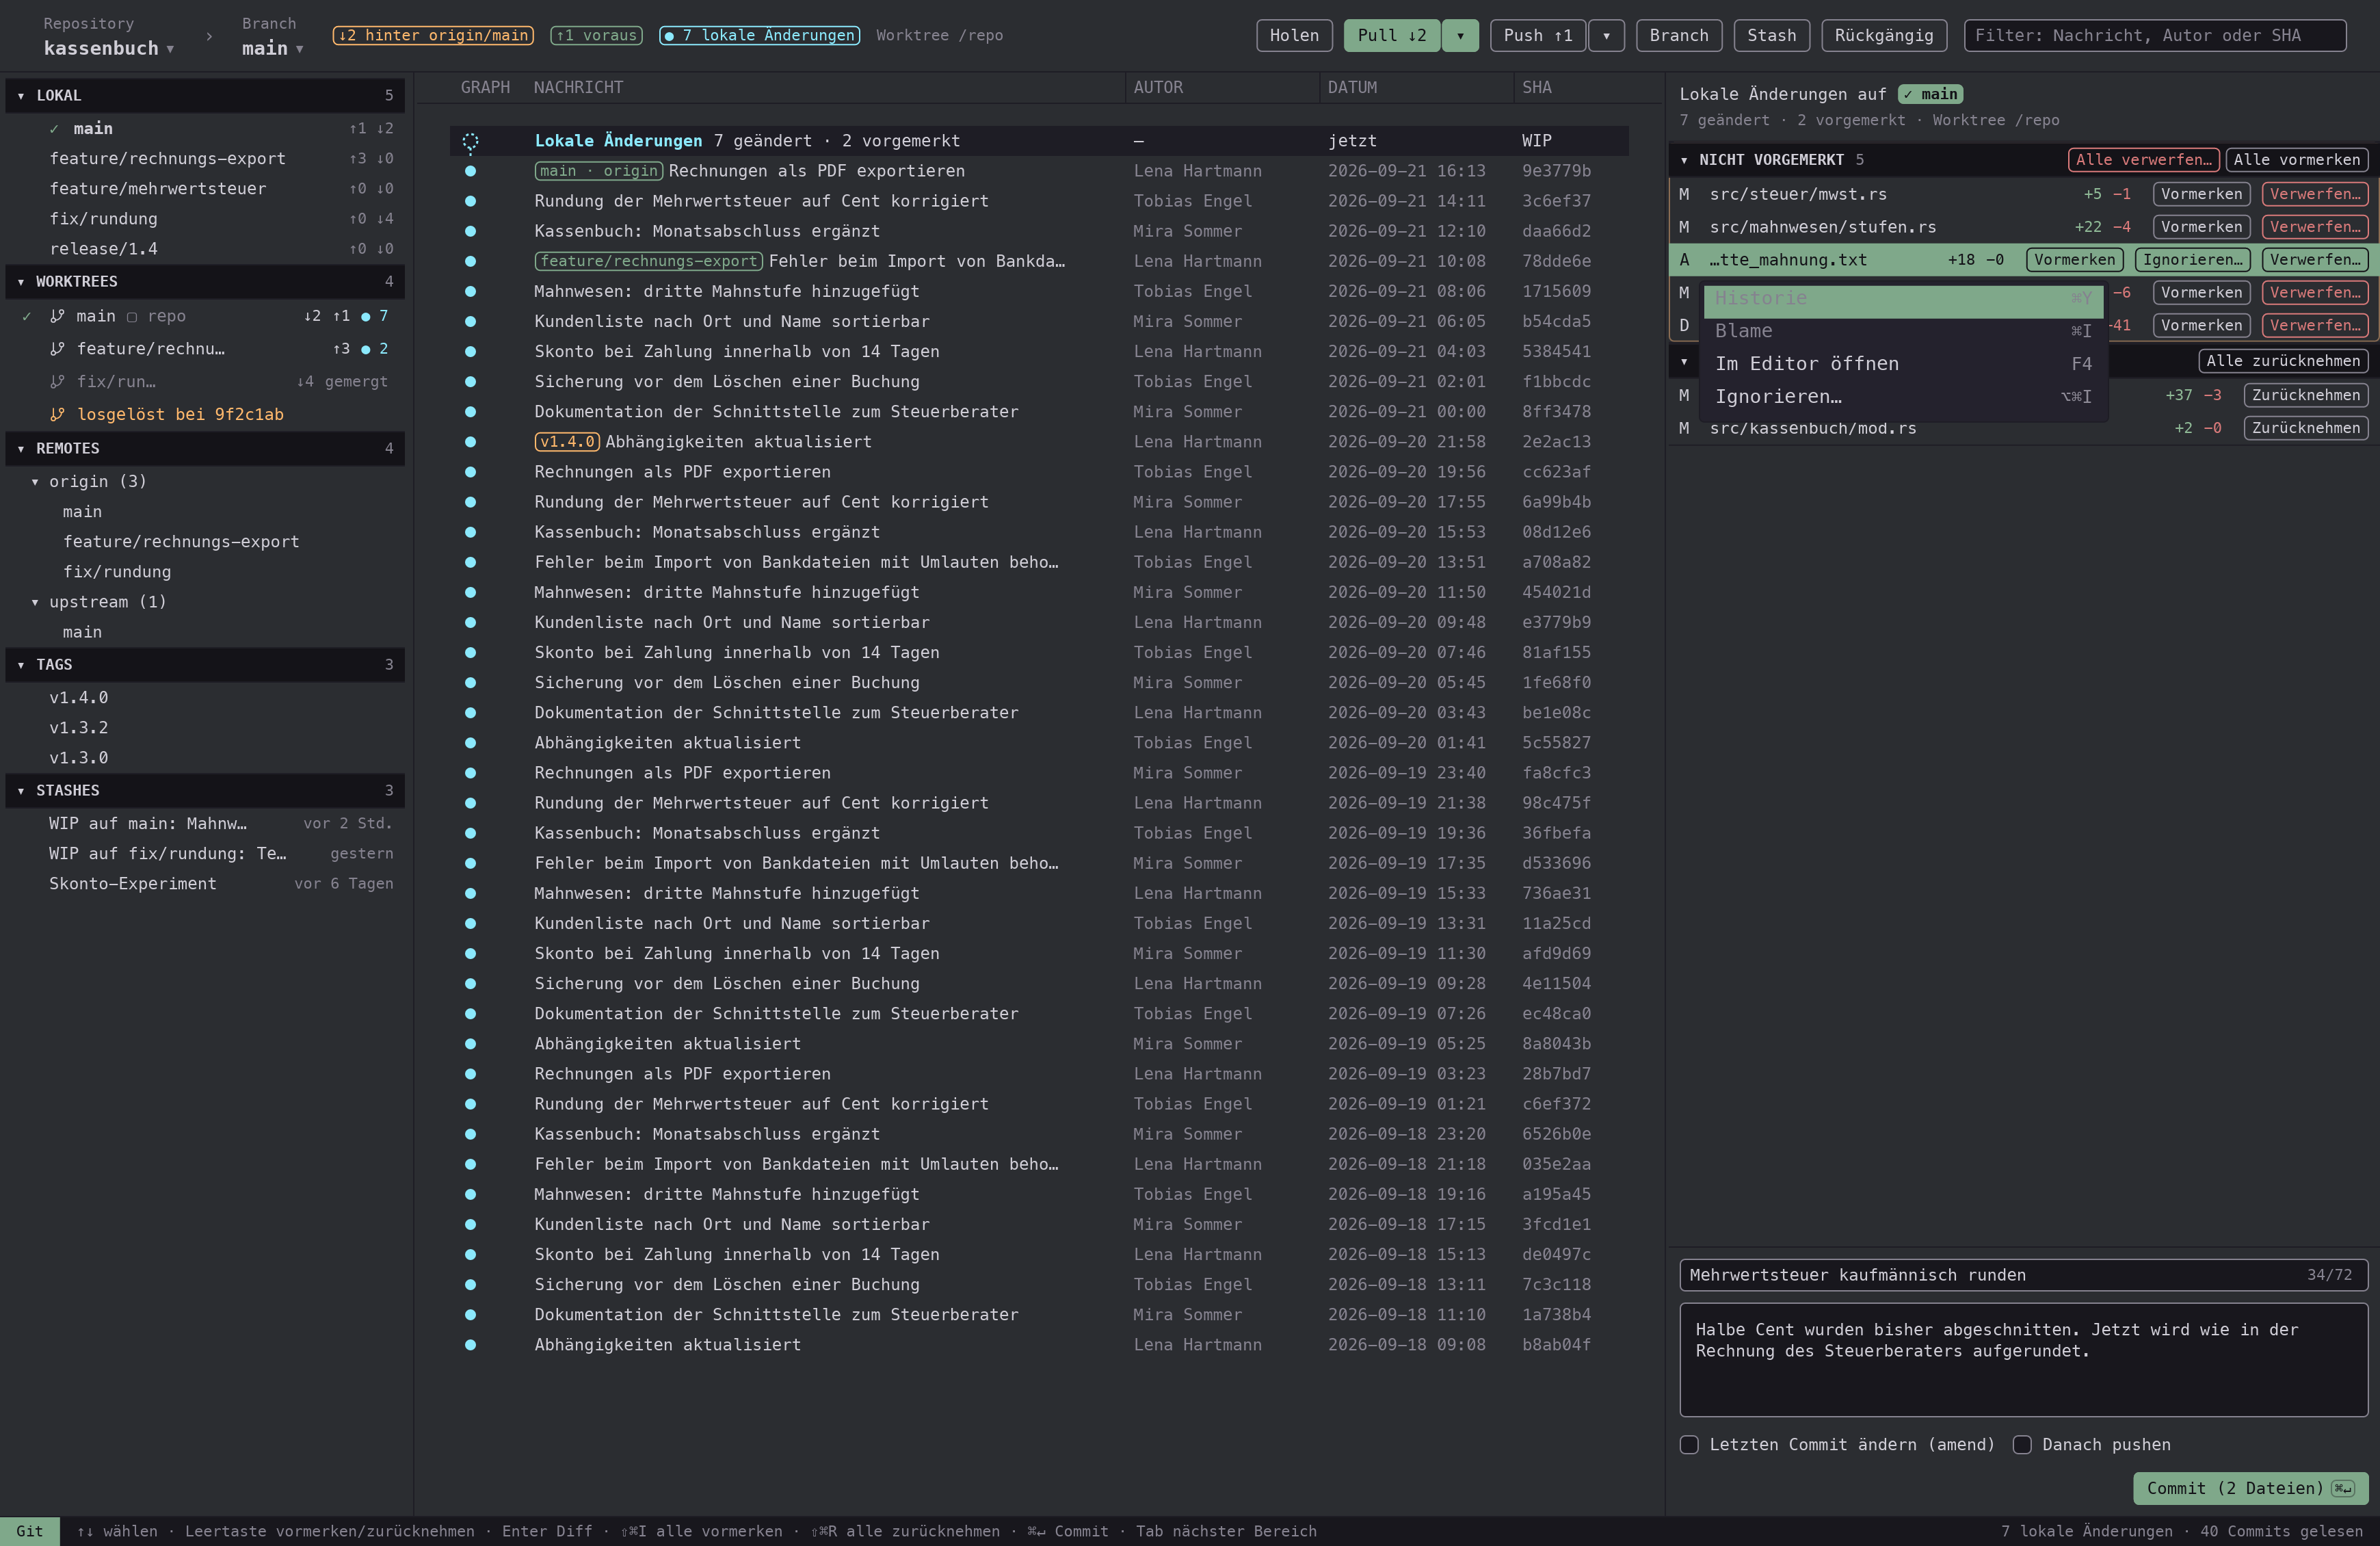 Repository
kassenbuch ▾
›
Branch
main ▾
↓2 hinter origin/main
↑1 voraus
● 7 lokale Änderungen
Worktree /repo
Holen
Pull ↓2 ▾
Push ↑1 ▾
Branch
Stash
Rückgängig
Filter: Nachricht, Autor oder SHA
▾ LOKAL 5
✓ main ↑1 ↓2
feature/rechnungs-export ↑3 ↓0
feature/mehrwertsteuer ↑0 ↓0
fix/rundung ↑0 ↓4
release/1.4 ↑0 ↓0
▾ WORKTREES 4
✓ main ▢ repo ↓2 ↑1 ● 7
feature/rechnu… ↑3 ● 2
fix/run… ↓4 gemergt
losgelöst bei 9f2c1ab
▾ REMOTES 4
▾ origin (3)
main
feature/rechnungs-export
fix/rundung
▾ upstream (1)
main
▾ TAGS 3
v1.4.0
v1.3.2
v1.3.0
▾ STASHES 3
WIP auf main: Mahnw… vor 2 Std.
WIP auf fix/rundung: Te… gestern
Skonto-Experiment vor 6 Tagen
GRAPH NACHRICHT AUTOR DATUM SHA
Lokale Änderungen 7 geändert · 2 vorgemerkt — jetzt WIP
main · origin Rechnungen als PDF exportieren Lena Hartmann 2026-09-21 16:13 9e3779b
Rundung der Mehrwertsteuer auf Cent korrigiert Tobias Engel 2026-09-21 14:11 3c6ef37
Kassenbuch: Monatsabschluss ergänzt Mira Sommer 2026-09-21 12:10 daa66d2
feature/rechnungs-export Fehler beim Import von Bankda… Lena Hartmann 2026-09-21 10:08 78dde6e
Mahnwesen: dritte Mahnstufe hinzugefügt Tobias Engel 2026-09-21 08:06 1715609
Kundenliste nach Ort und Name sortierbar Mira Sommer 2026-09-21 06:05 b54cda5
Skonto bei Zahlung innerhalb von 14 Tagen Lena Hartmann 2026-09-21 04:03 5384541
Sicherung vor dem Löschen einer Buchung Tobias Engel 2026-09-21 02:01 f1bbcdc
Dokumentation der Schnittstelle zum Steuerberater Mira Sommer 2026-09-21 00:00 8ff3478
v1.4.0 Abhängigkeiten aktualisiert Lena Hartmann 2026-09-20 21:58 2e2ac13
Rechnungen als PDF exportieren Tobias Engel 2026-09-20 19:56 cc623af
Rundung der Mehrwertsteuer auf Cent korrigiert Mira Sommer 2026-09-20 17:55 6a99b4b
Kassenbuch: Monatsabschluss ergänzt Lena Hartmann 2026-09-20 15:53 08d12e6
Fehler beim Import von Bankdateien mit Umlauten beho… Tobias Engel 2026-09-20 13:51 a708a82
Mahnwesen: dritte Mahnstufe hinzugefügt Mira Sommer 2026-09-20 11:50 454021d
Kundenliste nach Ort und Name sortierbar Lena Hartmann 2026-09-20 09:48 e3779b9
Skonto bei Zahlung innerhalb von 14 Tagen Tobias Engel 2026-09-20 07:46 81af155
Sicherung vor dem Löschen einer Buchung Mira Sommer 2026-09-20 05:45 1fe68f0
Dokumentation der Schnittstelle zum Steuerberater Lena Hartmann 2026-09-20 03:43 be1e08c
Abhängigkeiten aktualisiert Tobias Engel 2026-09-20 01:41 5c55827
Rechnungen als PDF exportieren Mira Sommer 2026-09-19 23:40 fa8cfc3
Rundung der Mehrwertsteuer auf Cent korrigiert Lena Hartmann 2026-09-19 21:38 98c475f
Kassenbuch: Monatsabschluss ergänzt Tobias Engel 2026-09-19 19:36 36fbefa
Fehler beim Import von Bankdateien mit Umlauten beho… Mira Sommer 2026-09-19 17:35 d533696
Mahnwesen: dritte Mahnstufe hinzugefügt Lena Hartmann 2026-09-19 15:33 736ae31
Kundenliste nach Ort und Name sortierbar Tobias Engel 2026-09-19 13:31 11a25cd
Skonto bei Zahlung innerhalb von 14 Tagen Mira Sommer 2026-09-19 11:30 afd9d69
Sicherung vor dem Löschen einer Buchung Lena Hartmann 2026-09-19 09:28 4e11504
Dokumentation der Schnittstelle zum Steuerberater Tobias Engel 2026-09-19 07:26 ec48ca0
Abhängigkeiten aktualisiert Mira Sommer 2026-09-19 05:25 8a8043b
Rechnungen als PDF exportieren Lena Hartmann 2026-09-19 03:23 28b7bd7
Rundung der Mehrwertsteuer auf Cent korrigiert Tobias Engel 2026-09-19 01:21 c6ef372
Kassenbuch: Monatsabschluss ergänzt Mira Sommer 2026-09-18 23:20 6526b0e
Fehler beim Import von Bankdateien mit Umlauten beho… Lena Hartmann 2026-09-18 21:18 035e2aa
Mahnwesen: dritte Mahnstufe hinzugefügt Tobias Engel 2026-09-18 19:16 a195a45
Kundenliste nach Ort und Name sortierbar Mira Sommer 2026-09-18 17:15 3fcd1e1
Skonto bei Zahlung innerhalb von 14 Tagen Lena Hartmann 2026-09-18 15:13 de0497c
Sicherung vor dem Löschen einer Buchung Tobias Engel 2026-09-18 13:11 7c3c118
Dokumentation der Schnittstelle zum Steuerberater Mira Sommer 2026-09-18 11:10 1a738b4
Abhängigkeiten aktualisiert Lena Hartmann 2026-09-18 09:08 b8ab04f
Lokale Änderungen auf ✓ main
7 geändert · 2 vorgemerkt · Worktree /repo
▾ NICHT VORGEMERKT 5 Alle verwerfen… Alle vormerken
M src/steuer/mwst.rs +5 −1 Vormerken Verwerfen…
M src/mahnwesen/stufen.rs +22 −4 Vormerken Verwerfen…
A …tte_mahnung.txt +18 −0 Vormerken Ignorieren… Verwerfen…
M −6 Vormerken Verwerfen…
D −41 Vormerken Verwerfen…
Historie ⌘Y
Blame ⌘I
Im Editor öffnen F4
Ignorieren… ⌥⌘I
▾ Alle zurücknehmen
M +37 −3 Zurücknehmen
M src/kassenbuch/mod.rs +2 −0 Zurücknehmen
Mehrwertsteuer kaufmännisch runden 34/72
Halbe Cent wurden bisher abgeschnitten. Jetzt wird wie in der
Rechnung des Steuerberaters aufgerundet.
Letzten Commit ändern (amend) Danach pushen
Commit (2 Dateien) ⌘↵
Git ↑↓ wählen · Leertaste vormerken/zurücknehmen · Enter Diff · ⇧⌘I alle vormerken · ⇧⌘R alle zurücknehmen · ⌘↵ Commit · Tab nächster Bereich 7 lokale Änderungen · 40 Commits gelesen